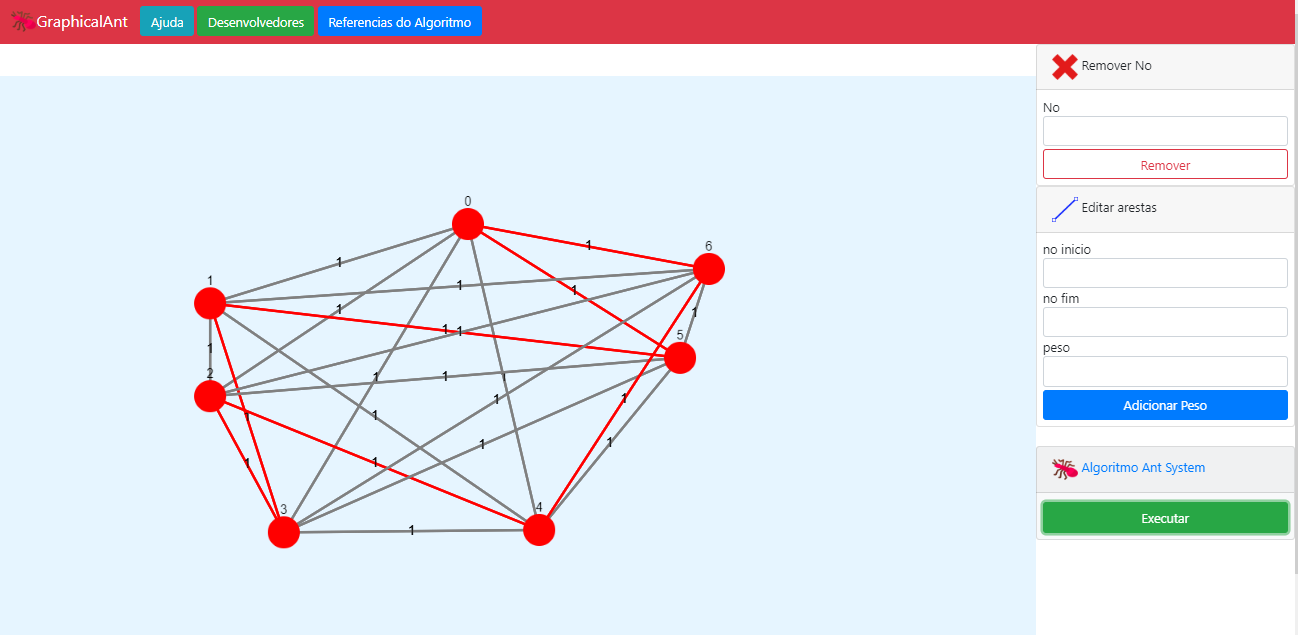 GraphicalAnt Ajuda Desenvolvedores Referencias do Algoritmo
Remover No
No
Remover
Editar arestas
no inicio
no fim
peso
Adicionar Peso
Algoritmo Ant System
Executar
0
6
1
1
1
1
1
1
1
5
1
1
1
2
1
1
1
1
1
1
1
1
1
1
1
3
4
1